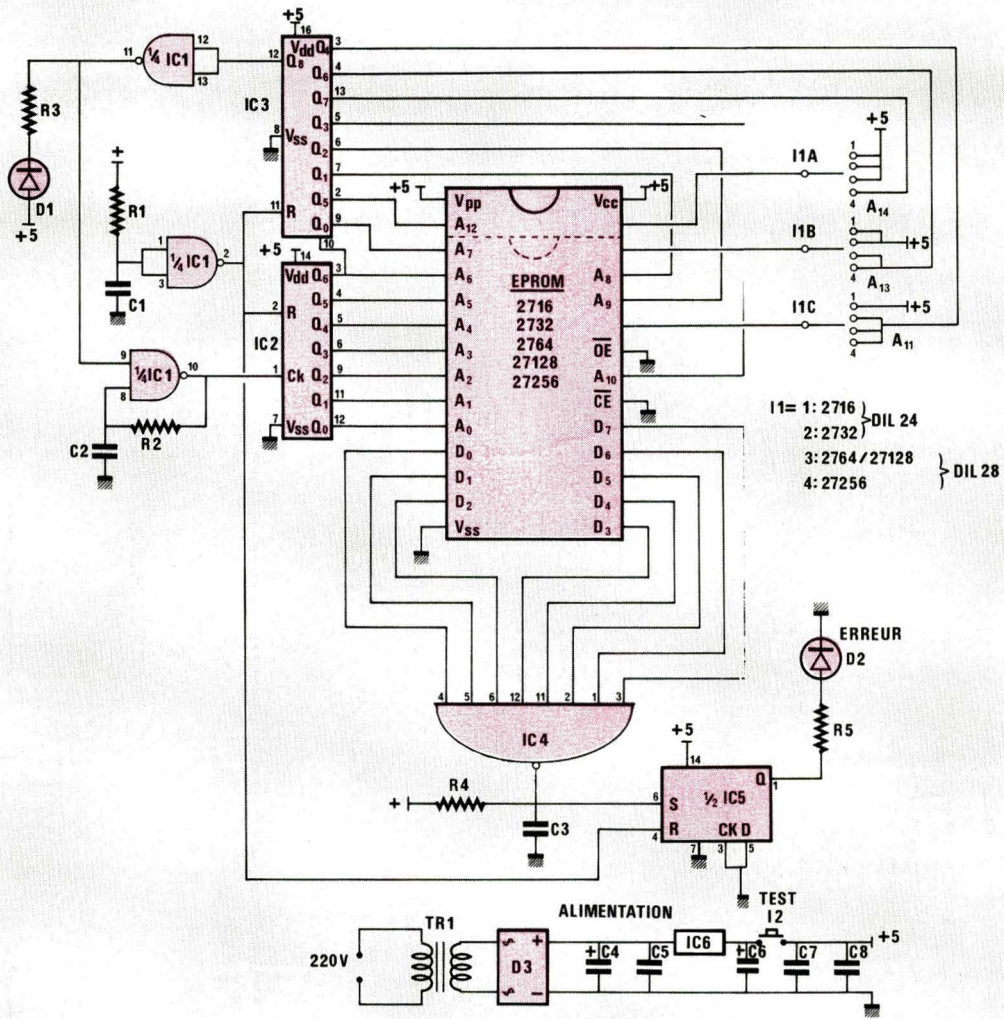 +5
16
11
¼ IC1
12
13
12
Vdd Q4 3
Q8
Q6 4
Q7 13
Q3 5
IC3
8 VSS
Q2 6
Q1 7
Q5 2
11 R
Q0 9
10
R3
D1
+5
+
R1
C1
1
3
¼ IC1
2
+5
14
Vdd Q6 3
Q5 4
2 R
Q4 5
IC2
Q3 6
1 Ck Q2 9
Q1 11
7 VSS Q0 12
9
8
¼ IC1
10
R2
C2
+5
Vpp
Vcc
+5
A12
A7
A6
A5
A4
A3
A2
A1
A0
D0
D1
D2
VSS
EPROM
2716
2732
2764
27128
27256
A8
A9
OE
A10
CE
D7
D6
D5
D4
D3
+5
1
I1A
4
A14
1
I1B
+5
4
A13
1
+5
I1C
4
A11
I1= 1: 2716
2: 2732
} DIL 24
3: 2764 / 27128
4: 27256
} DIL 28
4 5 6 12 11 2 1 3
IC4
R4
+
C3
ERREUR
D2
R5
+5
14
6 S
½ IC5
Q 1
4 R
CK D
7 3 5
ALIMENTATION
TEST
I2
220V
TR1
D3
+
–
+ C4
C5
IC6
+ C6
C7
C8
+5